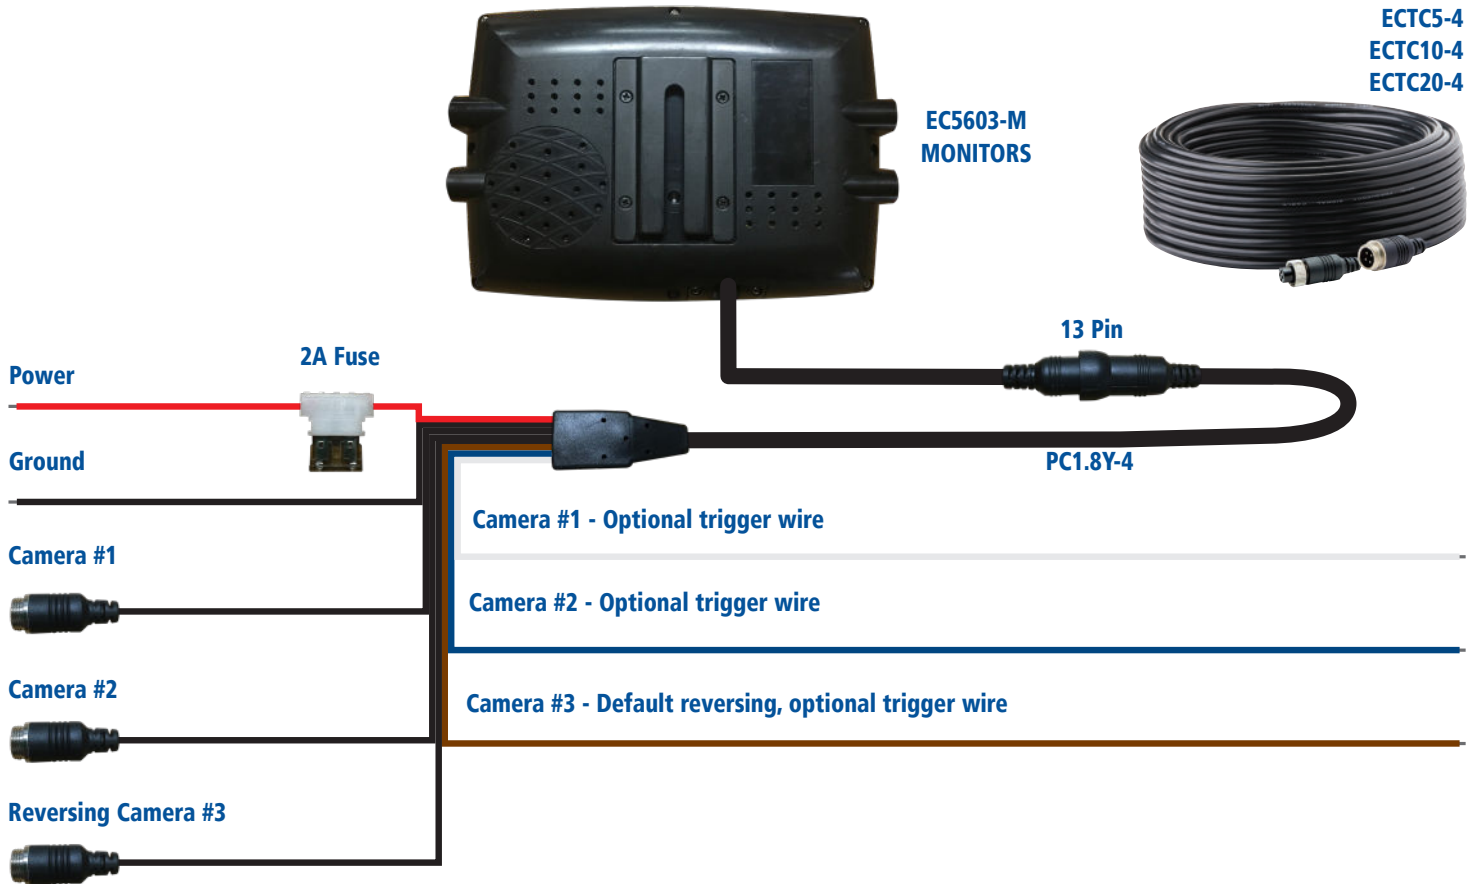 ECTC5-4
ECTC10-4
ECTC20-4
EC5603-M
MONITORS
13 Pin
2A Fuse
Power
Ground
PC1.8Y-4
Camera #1 - Optional trigger wire
Camera #1
Camera #2 - Optional trigger wire
Camera #2
Camera #3 - Default reversing, optional trigger wire
Reversing Camera #3